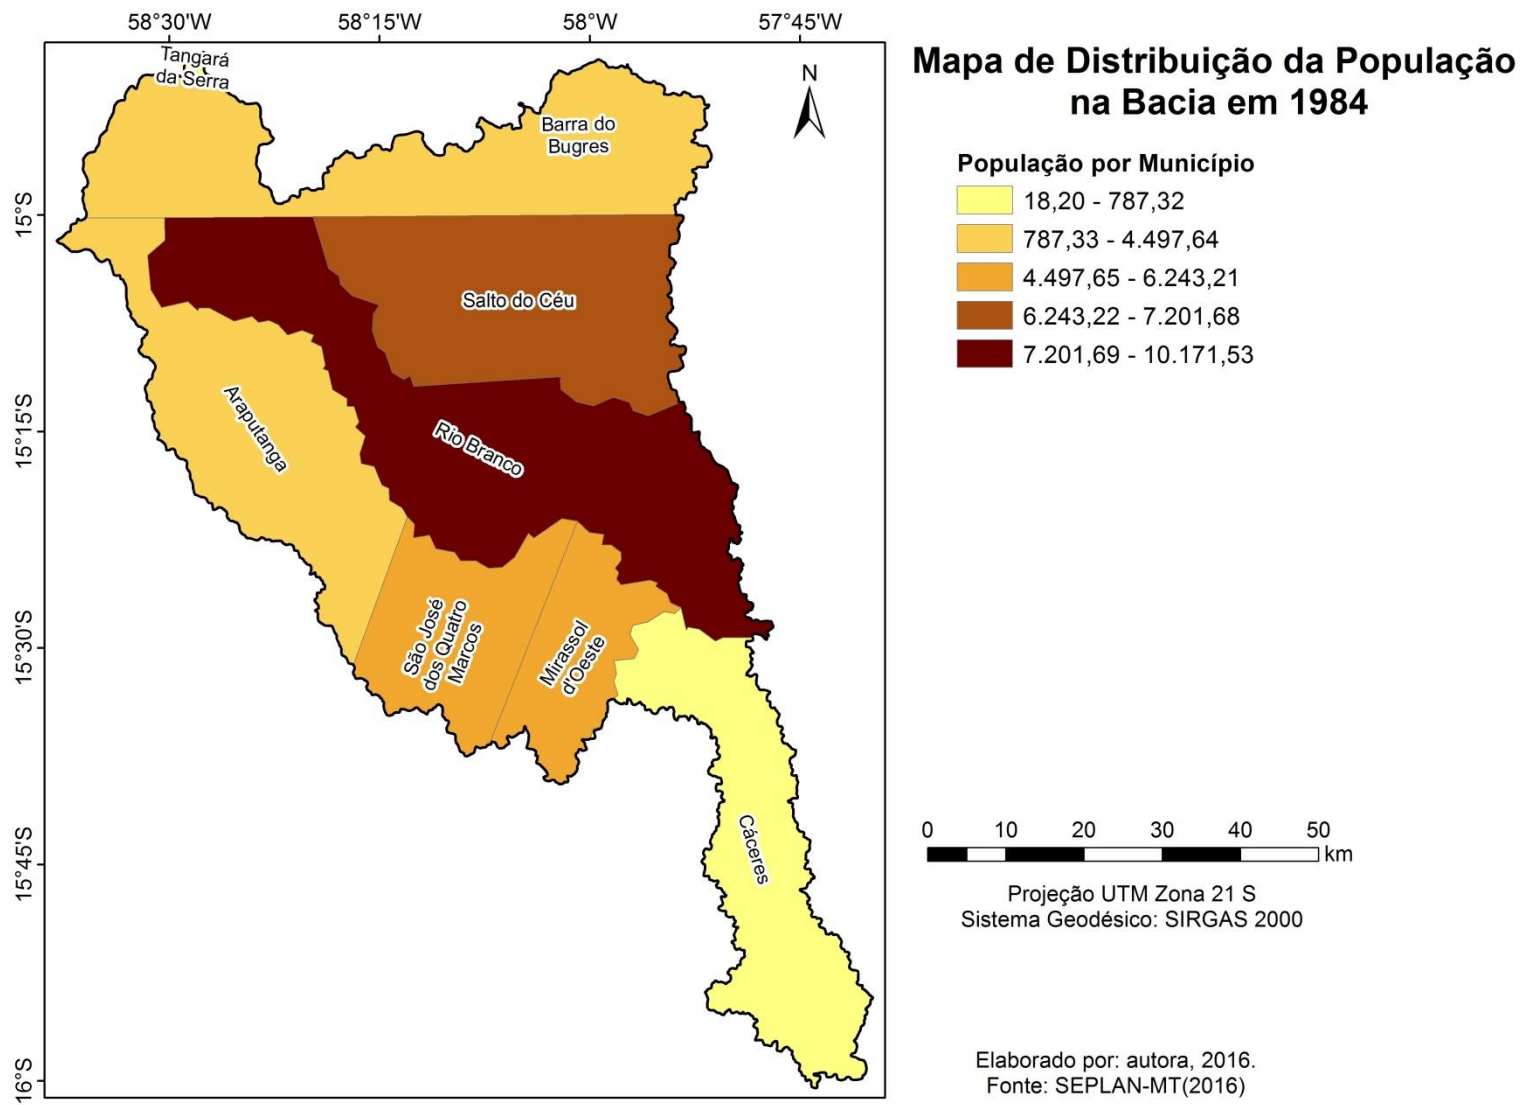 58°30'W
58°15'W
58°W
57°45'W
Mapa de Distribuição da População
na Bacia em 1984
Tangará
da Serra
N
Barra do
Bugres
População por Município
18,20 - 787,32
787,33 - 4.497,64
4.497,65 - 6.243,21
6.243,22 - 7.201,68
7.201,69 - 10.171,53
15°S
Salto do Céu
Araputanga
15°15'S
Rio Branco
São José
dos Quatro
Marcos
Mirassol
d'Oeste
15°30'S
Cáceres
15°45'S
0
10
20
30
40
50
km
Projeção UTM Zona 21 S
Sistema Geodésico: SIRGAS 2000
Elaborado por: autora, 2016.
Fonte: SEPLAN-MT(2016)
16°S